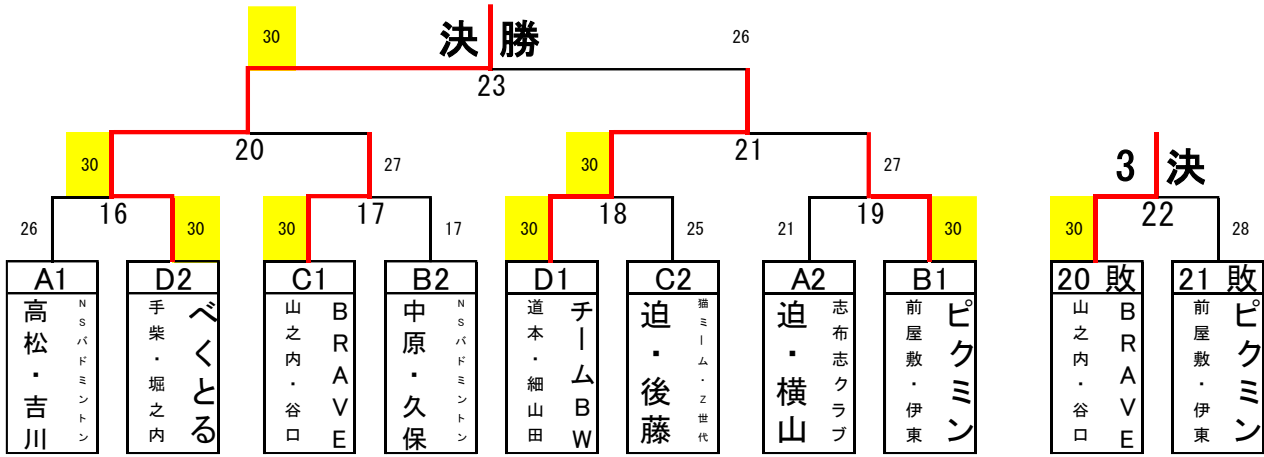 30
決勝
26
23
30
20
27
30
21
27
3決
26
16
30
30
17
17
30
18
25
21
19
30
30
22
28
A1
D2
C1
B2
D1
C2
A2
B1
20 敗
21 敗
NSバドミントン
高松・吉川
べくとる
手柴・堀之内
BRAVE
山之内・谷口
NSバドミントン
中原・久保
チームBW
道本・細山田
猫ミーム・Z世代
迫・後藤
志布志クラブ
迫・横山
ピクミン
前屋敷・伊東
BRAVE
山之内・谷口
ピクミン
前屋敷・伊東